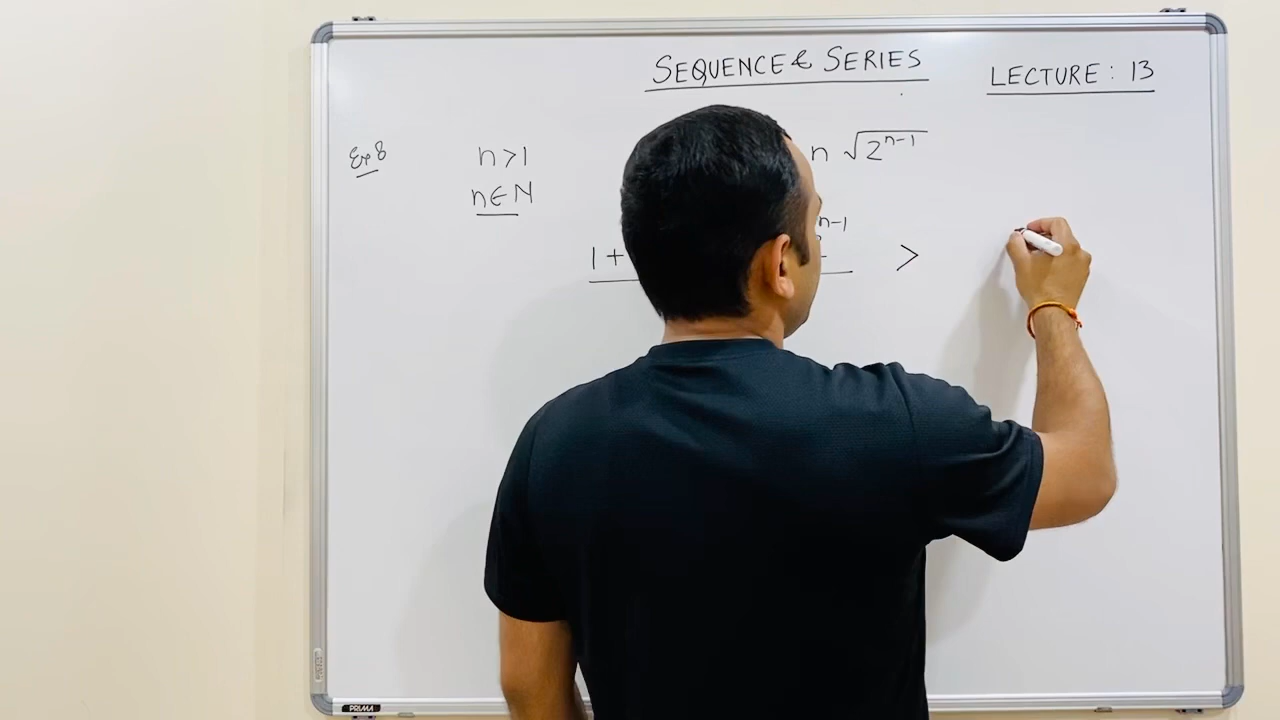 SEQUENCE & SERIES
LECTURE : 13
Ex 8 n>1 n √2^{n-1}
n∈N
1+ n-1 >
PRIMA